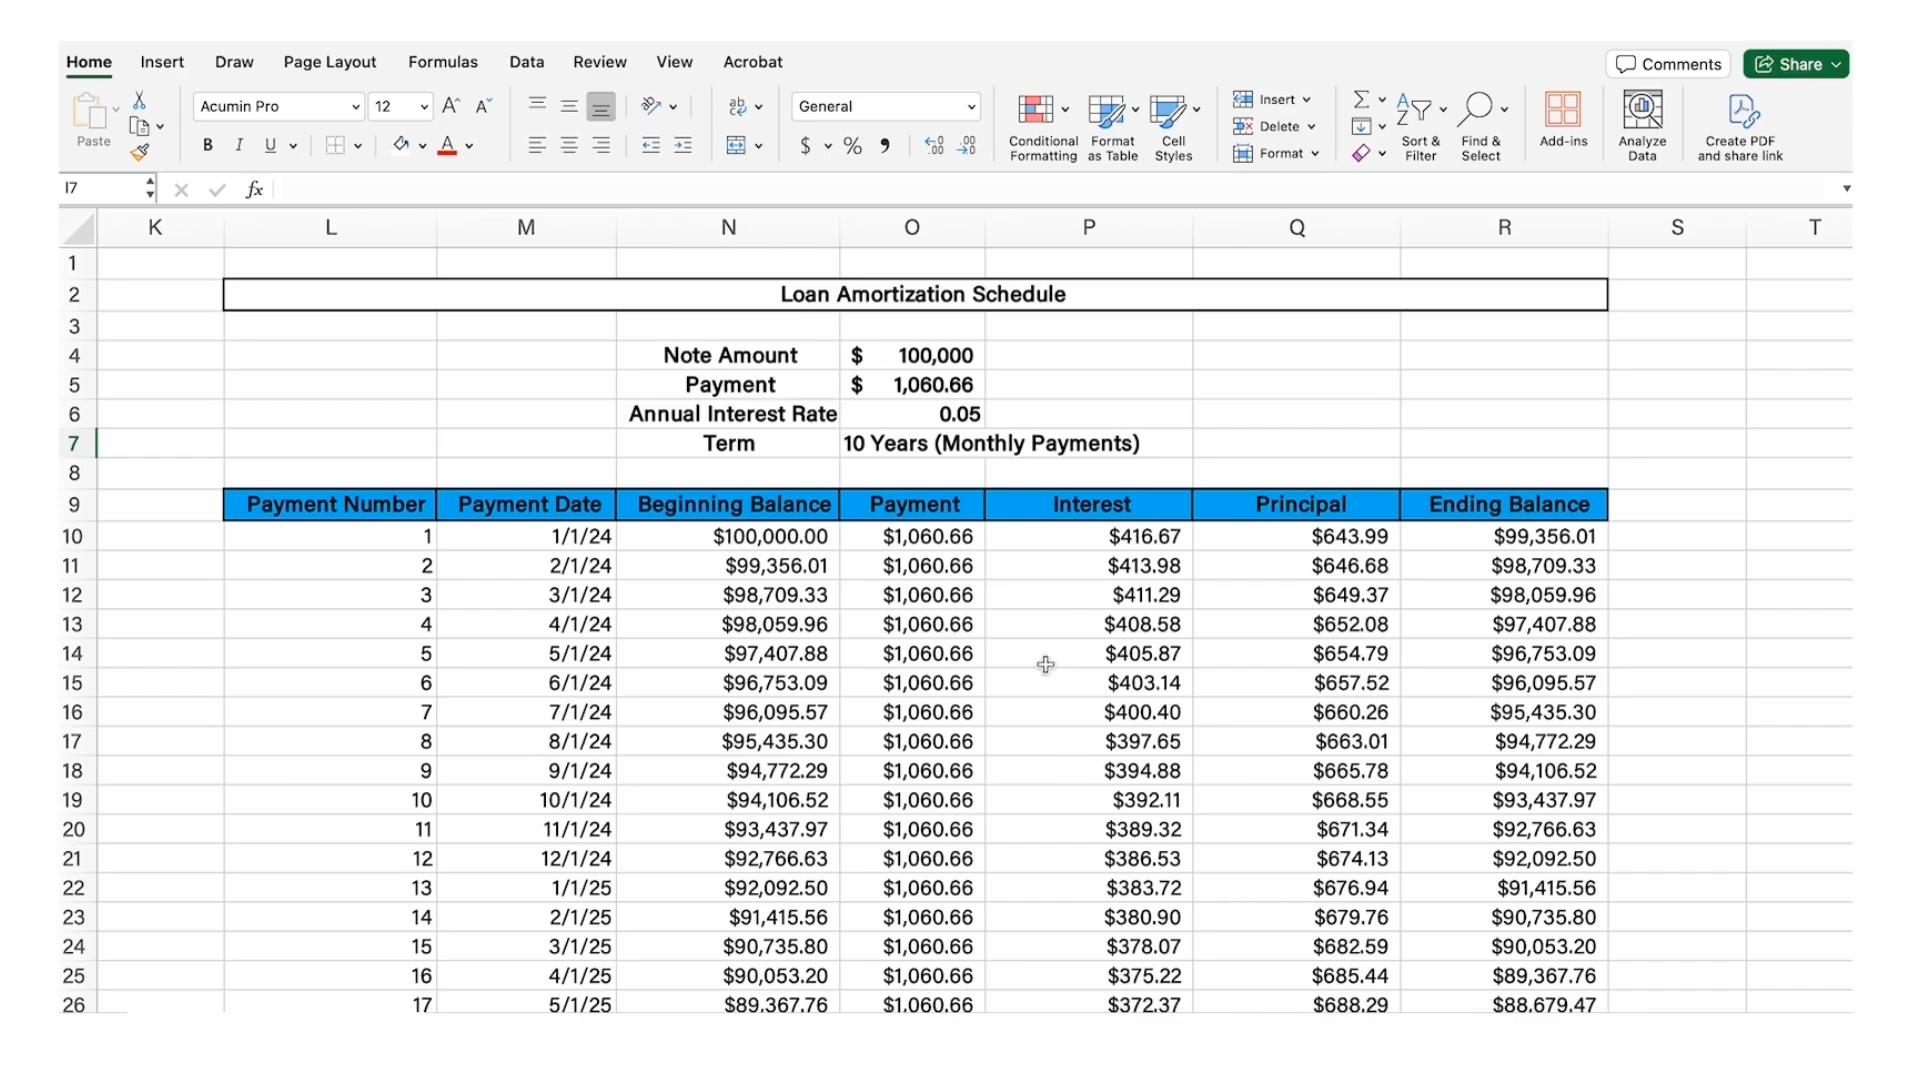 Home Insert Draw Page Layout Formulas Data Review View Acrobat Comments Share
Paste Acumin Pro 12 A A General Insert
B I U A $ % Conditional Formatting Format as Table Cell Styles Delete Format Sort & Filter Find & Select Add-ins Analyze Data Create PDF and share link
I7 fx
K L M N O P Q R S T
1
2 Loan Amortization Schedule
3
4 Note Amount $ 100,000
5 Payment $ 1,060.66
6 Annual Interest Rate 0.05
7 Term 10 Years (Monthly Payments)
8
9 Payment Number Payment Date Beginning Balance Payment Interest Principal Ending Balance
10 1 1/1/24 $100,000.00 $1,060.66 $416.67 $643.99 $99,356.01
11 2 2/1/24 $99,356.01 $1,060.66 $413.98 $646.68 $98,709.33
12 3 3/1/24 $98,709.33 $1,060.66 $411.29 $649.37 $98,059.96
13 4 4/1/24 $98,059.96 $1,060.66 $408.58 $652.08 $97,407.88
14 5 5/1/24 $97,407.88 $1,060.66 $405.87 $654.79 $96,753.09
15 6 6/1/24 $96,753.09 $1,060.66 $403.14 $657.52 $96,095.57
16 7 7/1/24 $96,095.57 $1,060.66 $400.40 $660.26 $95,435.30
17 8 8/1/24 $95,435.30 $1,060.66 $397.65 $663.01 $94,772.29
18 9 9/1/24 $94,772.29 $1,060.66 $394.88 $665.78 $94,106.52
19 10 10/1/24 $94,106.52 $1,060.66 $392.11 $668.55 $93,437.97
20 11 11/1/24 $93,437.97 $1,060.66 $389.32 $671.34 $92,766.63
21 12 12/1/24 $92,766.63 $1,060.66 $386.53 $674.13 $92,092.50
22 13 1/1/25 $92,092.50 $1,060.66 $383.72 $676.94 $91,415.56
23 14 2/1/25 $91,415.56 $1,060.66 $380.90 $679.76 $90,735.80
24 15 3/1/25 $90,735.80 $1,060.66 $378.07 $682.59 $90,053.20
25 16 4/1/25 $90,053.20 $1,060.66 $375.22 $685.44 $89,367.76
26 17 5/1/25 $89,367.76 $1,060.66 $372.37 $688.29 $88,679.47